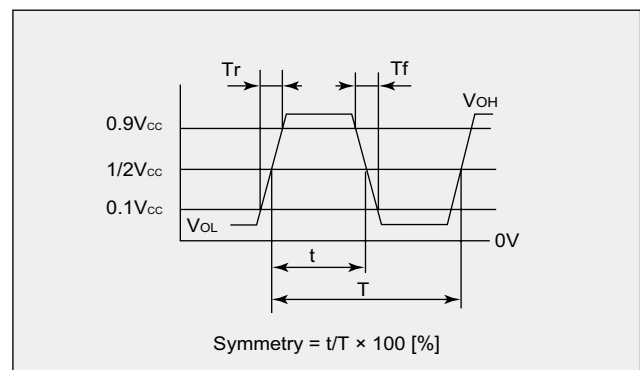 Tr Tf
VOH
0.9Vcc
1/2Vcc
0.1Vcc
VOL
0V
t
T
Symmetry = t/T × 100 [%]